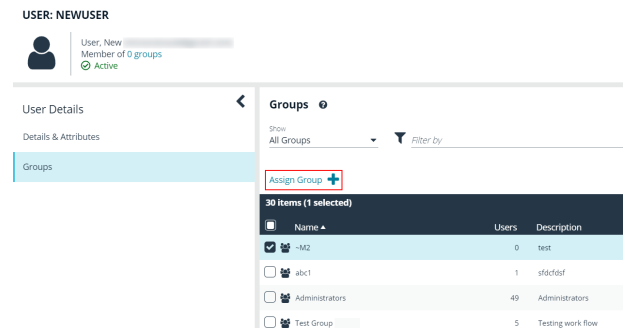 USER: NEWUSER
User, New
Member of 0 groups
Active
User Details
Details & Attributes
Groups
Groups
Show
All Groups
Filter by
Assign Group
30 items (1 selected)
Name Users Description
~M2 0 test
abc1 1 sfdcfdsf
Administrators 49 Administrators
Test Group 5 Testing work flow